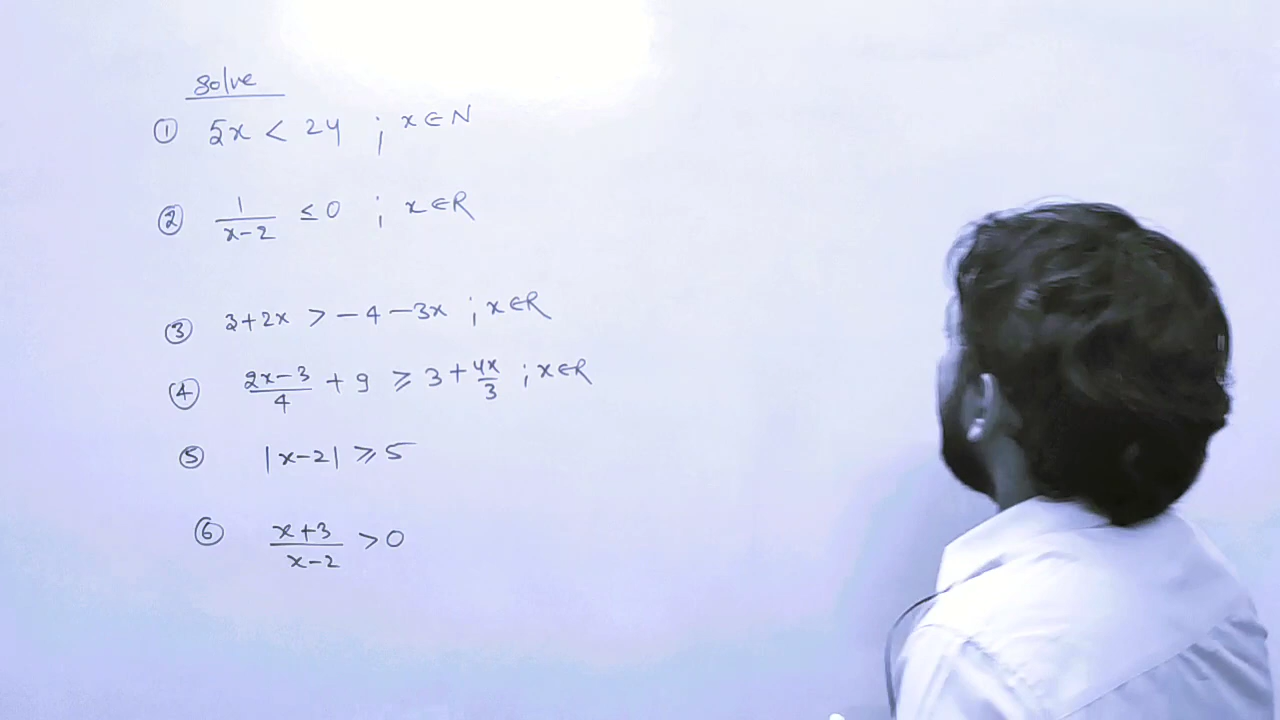 Solve
① 5x < 24 ; x ∈ N
② 1/(x-2) ≤ 0 ; x ∈ R
③ 3+2x > -4-3x ; x ∈ R
④ (2x-3)/4 + 9 ≥ 3 + 4x/3 ; x ∈ R
⑤ |x-2| ≥ 5
⑥ (x+3)/(x-2) > 0